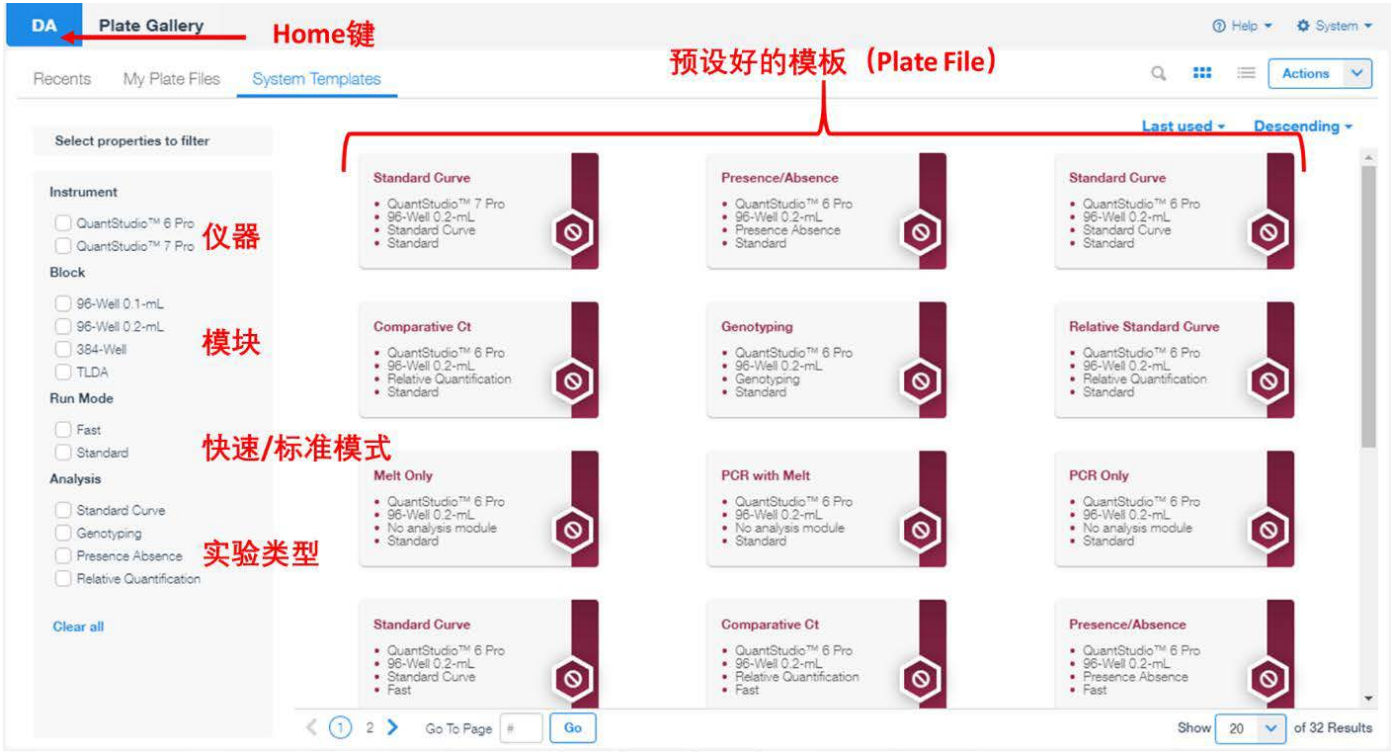 DA
Plate Gallery
Home键
Help
System
Recents
My Plate Files
System Templates
预设好的模板（Plate File）
Actions
Last used
Descending
Select properties to filter
Instrument
QuantStudio™ 6 Pro
QuantStudio™ 7 Pro
仪器
Block
96-Well 0.1-mL
96-Well 0.2-mL
384-Well
TLDA
模块
Run Mode
Fast
Standard
快速/标准模式
Analysis
Standard Curve
Genotyping
Presence Absence
Relative Quantification
实验类型
Clear all
Standard Curve
QuantStudio™ 7 Pro
96-Well 0.2-mL
Standard Curve
Standard
Presence/Absence
QuantStudio™ 6 Pro
96-Well 0.2-mL
Presence Absence
Standard
Standard Curve
QuantStudio™ 6 Pro
96-Well 0.2-mL
Standard Curve
Standard
Comparative Ct
QuantStudio™ 6 Pro
96-Well 0.2-mL
Relative Quantification
Standard
Genotyping
QuantStudio™ 6 Pro
96-Well 0.2-mL
Genotyping
Standard
Relative Standard Curve
QuantStudio™ 6 Pro
96-Well 0.2-mL
Relative Quantification
Standard
Melt Only
QuantStudio™ 6 Pro
96-Well 0.2-mL
No analysis module
Standard
PCR with Melt
QuantStudio™ 6 Pro
96-Well 0.2-mL
No analysis module
Standard
PCR Only
QuantStudio™ 6 Pro
96-Well 0.2-mL
No analysis module
Standard
Standard Curve
QuantStudio™ 6 Pro
96-Well 0.2-mL
Standard Curve
Fast
Comparative Ct
QuantStudio™ 6 Pro
96-Well 0.2-mL
Relative Quantification
Fast
Presence/Absence
QuantStudio™ 6 Pro
96-Well 0.2-mL
Presence Absence
Fast
1 2 Go To Page # Go
Show 20 of 32 Results